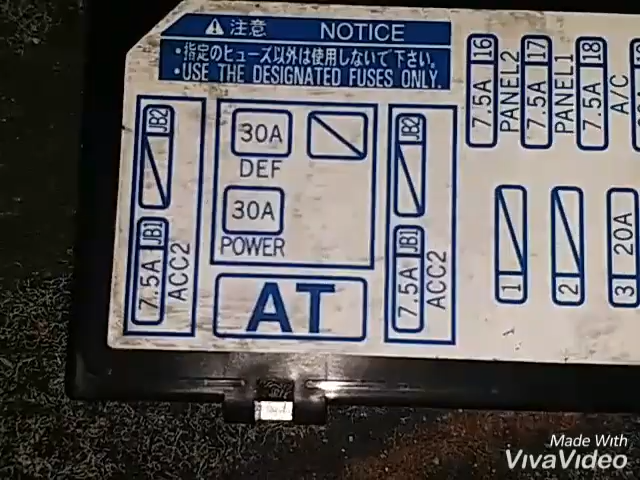 注意 NOTICE
・指定のヒューズ以外は使用しないで下さい。
・USE THE DESIGNATED FUSES ONLY.
JB2
JB1
7.5A
ACC2
30A
DEF
30A
POWER
AT
JB2
JB1
7.5A
ACC2
16
7.5A
PANEL2
17
7.5A
PANEL1
18
7.5A
A/C
1
2
20A
3
Made With
VivaVideo